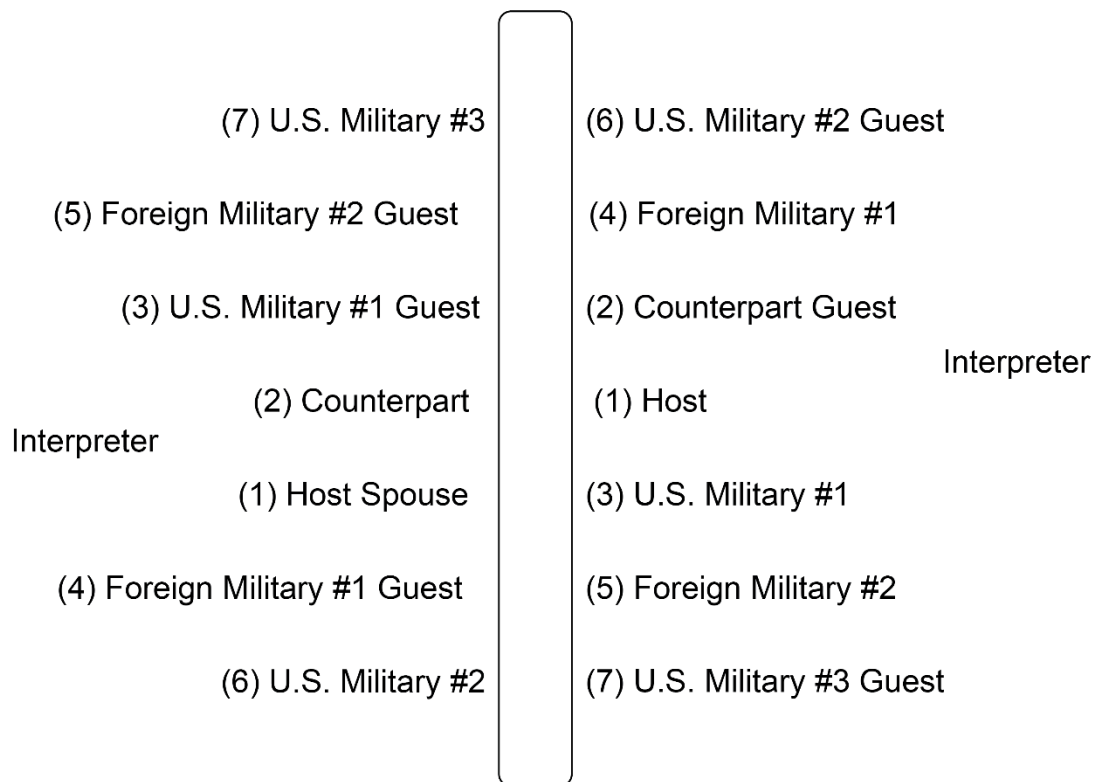 (7) U.S. Military #3
(6) U.S. Military #2 Guest
(5) Foreign Military #2 Guest
(4) Foreign Military #1
(3) U.S. Military #1 Guest
(2) Counterpart Guest
Interpreter
(2) Counterpart
(1) Host
Interpreter
(1) Host Spouse
(3) U.S. Military #1
(4) Foreign Military #1 Guest
(5) Foreign Military #2
(6) U.S. Military #2
(7) U.S. Military #3 Guest